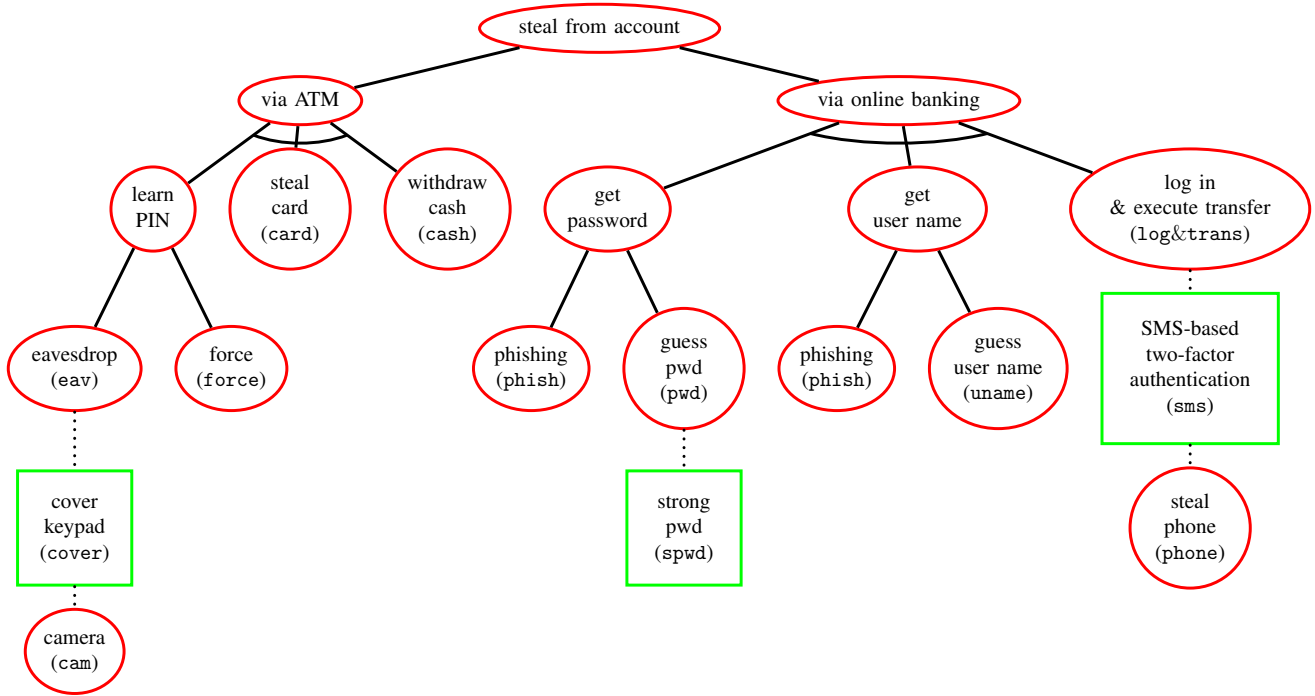 steal from account
via ATM
via online banking
learn
PIN
steal
card
(card)
withdraw
cash
(cash)
get
password
get
user name
log in
& execute transfer
(log&trans)
eavesdrop
(eav)
force
(force)
phishing
(phish)
guess
pwd
(pwd)
phishing
(phish)
guess
user name
(uname)
SMS-based
two-factor
authentication
(sms)
cover
keypad
(cover)
strong
pwd
(spwd)
steal
phone
(phone)
camera
(cam)